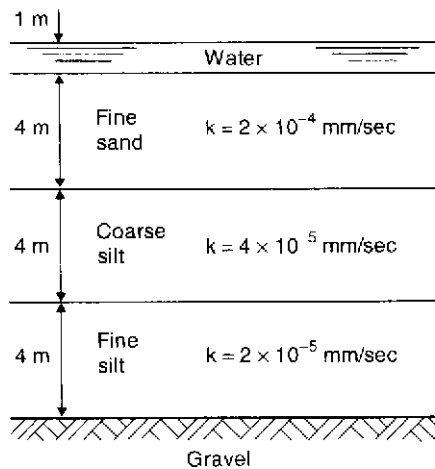 1 m
Water
4 m Fine sand k = 2 × 10⁻⁴ mm/sec
4 m Coarse silt k = 4 × 10⁻⁵ mm/sec
4 m Fine silt k = 2 × 10⁻⁵ mm/sec
Gravel